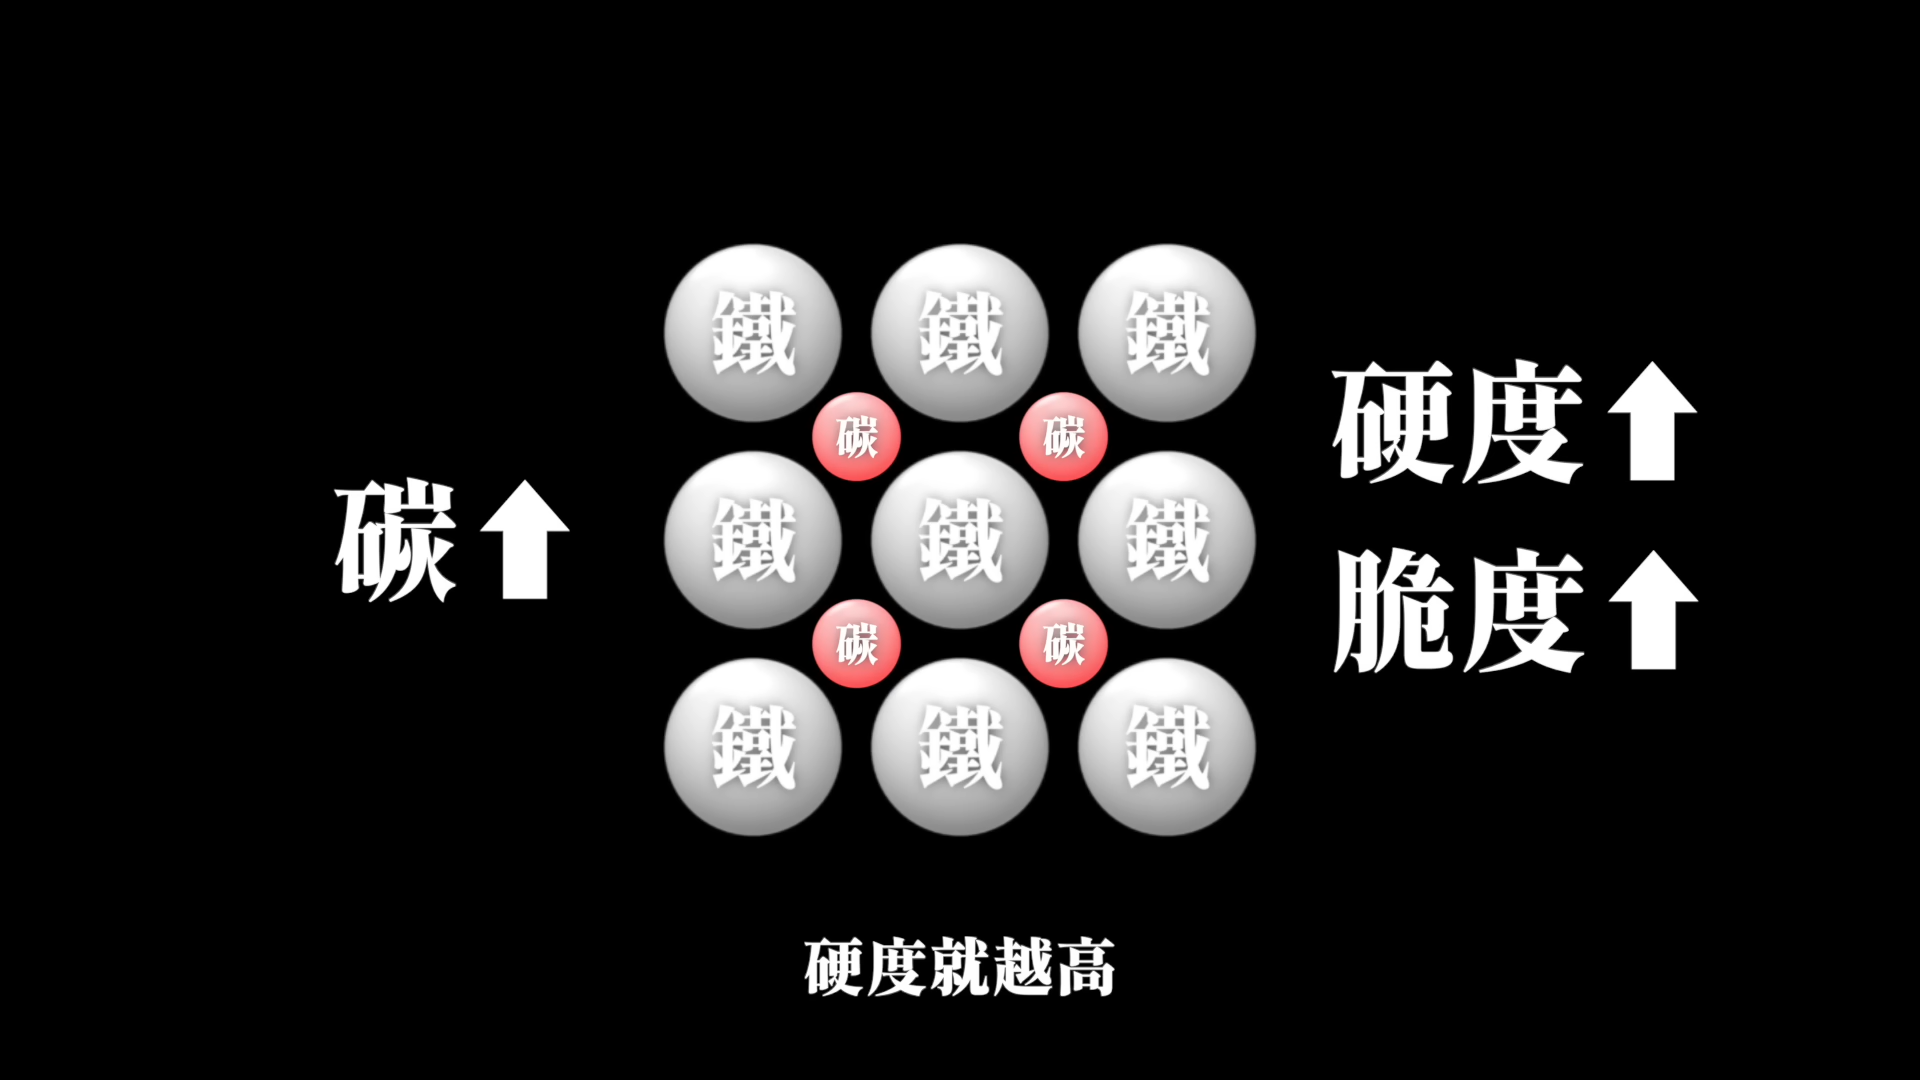 鐵 鐵 鐵
碳 碳
鐵 鐵 鐵
碳 碳
鐵 鐵 鐵
碳⬆
硬度⬆
脆度⬆
硬度就越高